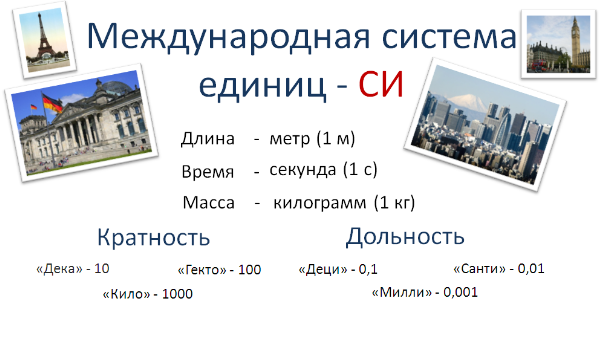 Международная система
единиц - СИ
Длина - метр (1 м)
Время - секунда (1 с)
Масса - килограмм (1 кг)
Кратность
Дольность
«Дека» - 10
«Гекто» - 100
«Деци» - 0,1
«Санти» - 0,01
«Кило» - 1000
«Милли» - 0,001